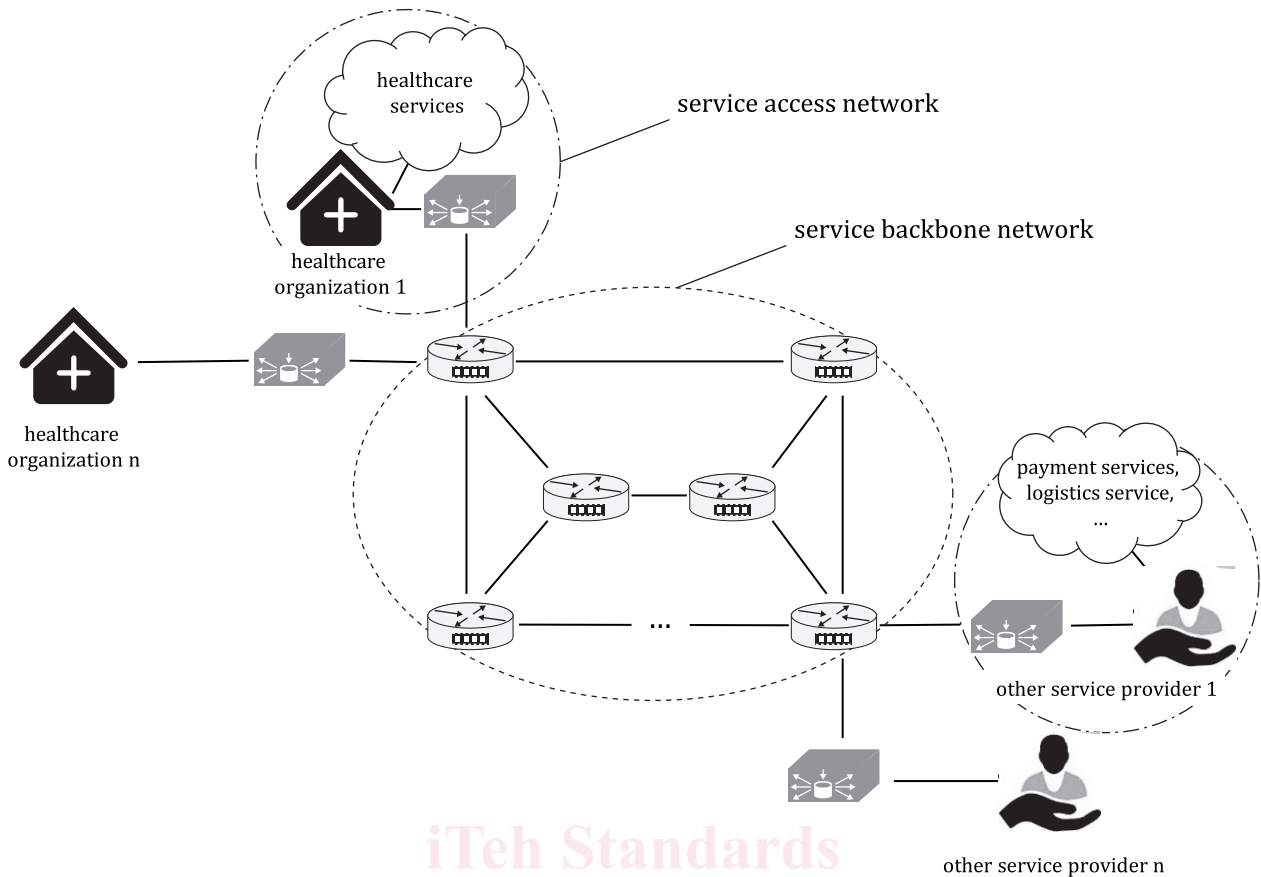 healthcare
services
service access network
service backbone network
healthcare
organization 1
healthcare
organization n
payment services,
logistics service,
...
...
other service provider 1
other service provider n
iTeh Standards